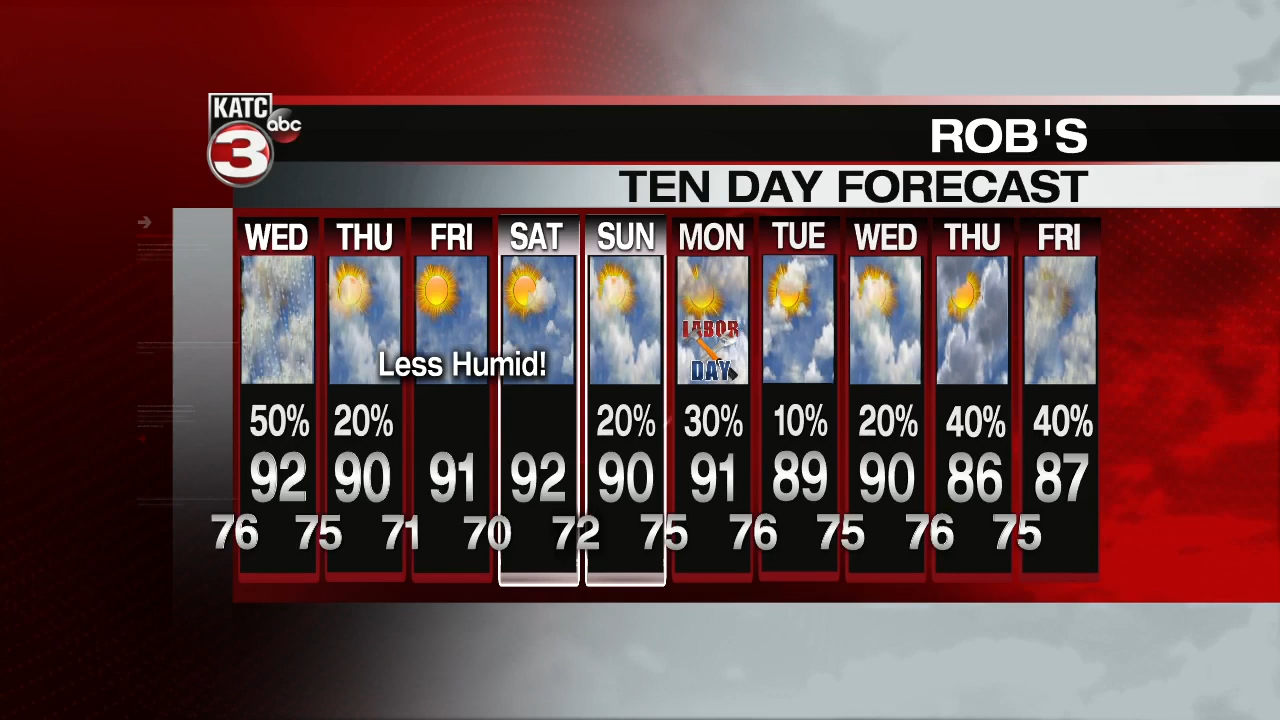 KATC
abc
3
ROB'S
TEN DAY FORECAST
WED THU FRI SAT SUN MON TUE WED THU FRI
LABOR
DAY
Less Humid!
50% 20% 20% 30% 10% 20% 40% 40%
92 90 91 92 90 91 89 90 86 87
76 75 71 70 72 75 76 75 76 75